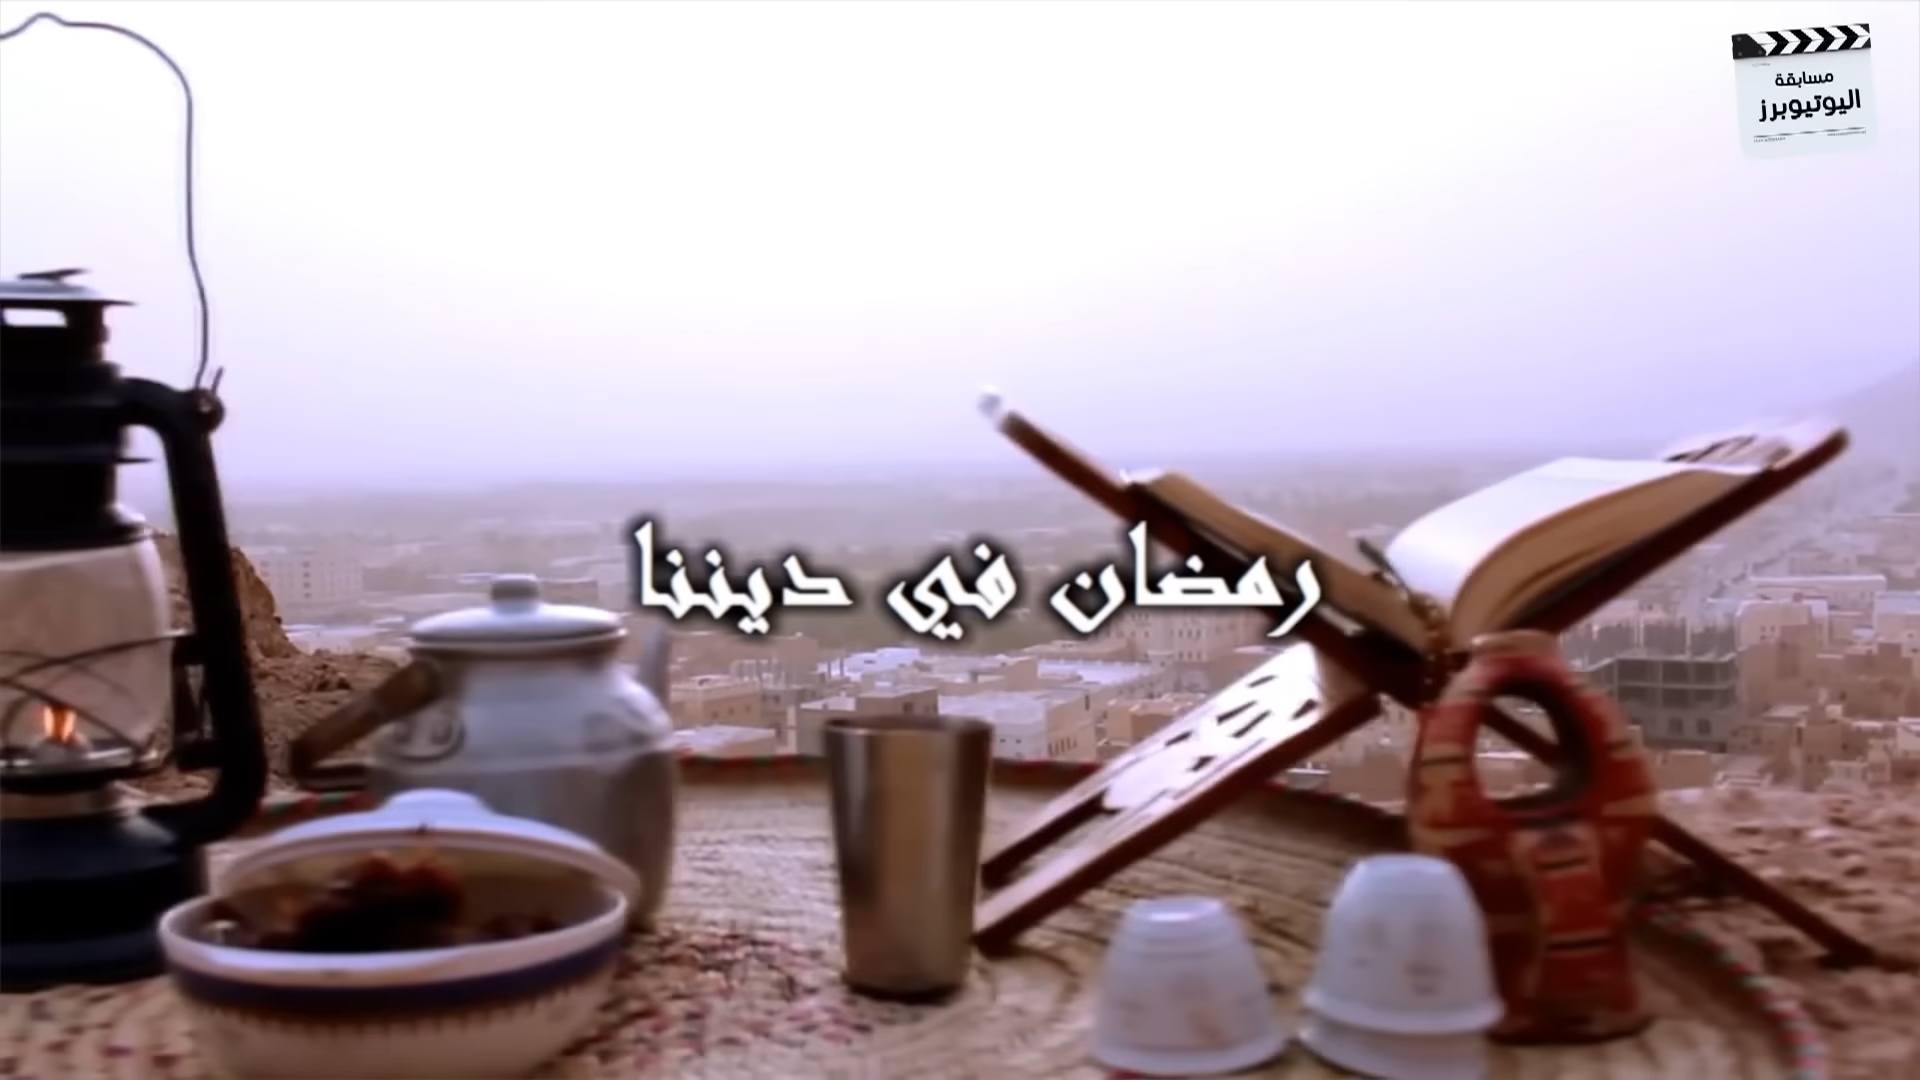 مسابقة
اليوتيوبرز
رمضان في ديننا